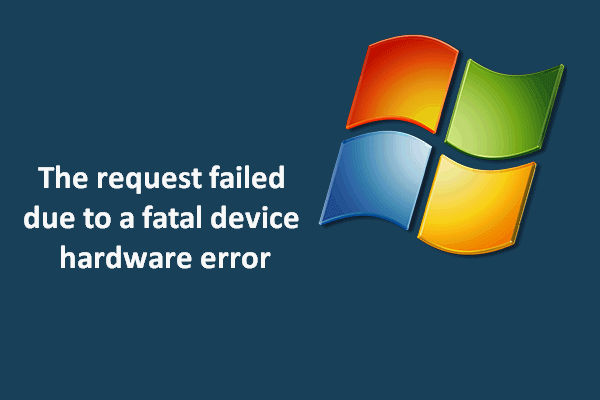 The request failed
due to a fatal device
hardware error